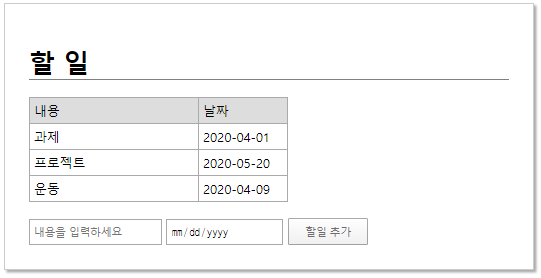 할 일
내용 날짜
과제 2020-04-01
프로젝트 2020-05-20
운동 2020-04-09
내용을 입력하세요 mm/dd/yyyy 할일 추가